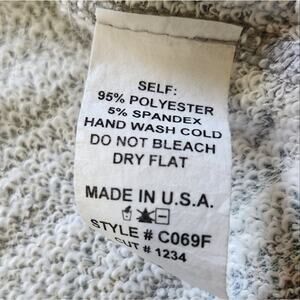 SELF:
95% POLYESTER
5% SPANDEX
HAND WASH COLD
DO NOT BLEACH
DRY FLAT
MADE IN U.S.A.
STYLE # C069F
CUT # 1234